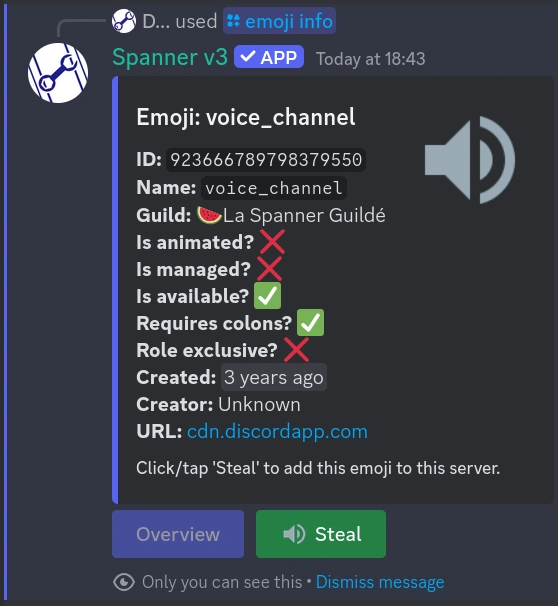 D... used emoji info
Spanner v3 ✓ APP Today at 18:43
Emoji: voice_channel
ID: 923666789798379550
Name: voice_channel
Guild: 🍉La Spanner Guildé
Is animated? ❌
Is managed? ❌
Is available? ✅
Requires colons? ✅
Role exclusive? ❌
Created: 3 years ago
Creator: Unknown
URL: cdn.discordapp.com
Click/tap 'Steal' to add this emoji to this server.
Overview
Steal
Only you can see this • Dismiss message